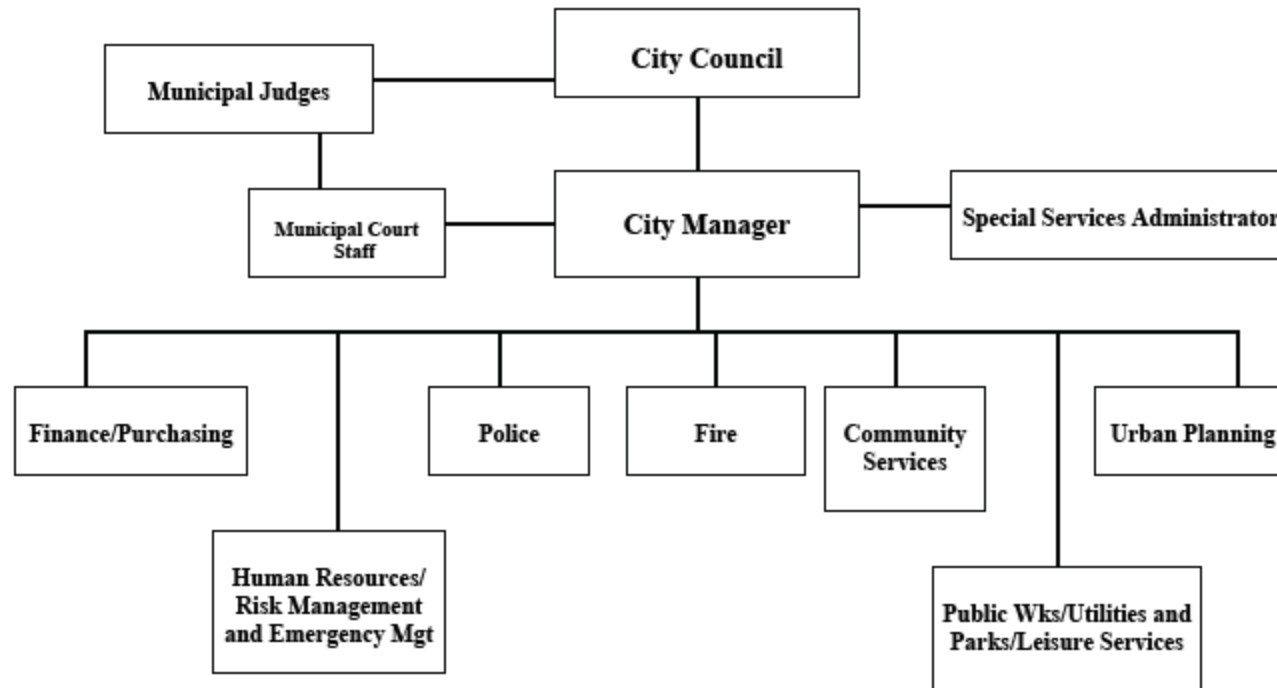 City Council
Municipal Judges
City Manager
Special Services Administrator
Municipal Court
Staff
Finance/Purchasing
Police
Fire
Community
Services
Urban Planning
Human Resources/
Risk Management
and Emergency Mgt
Public Wks/Utilities and
Parks/Leisure Services